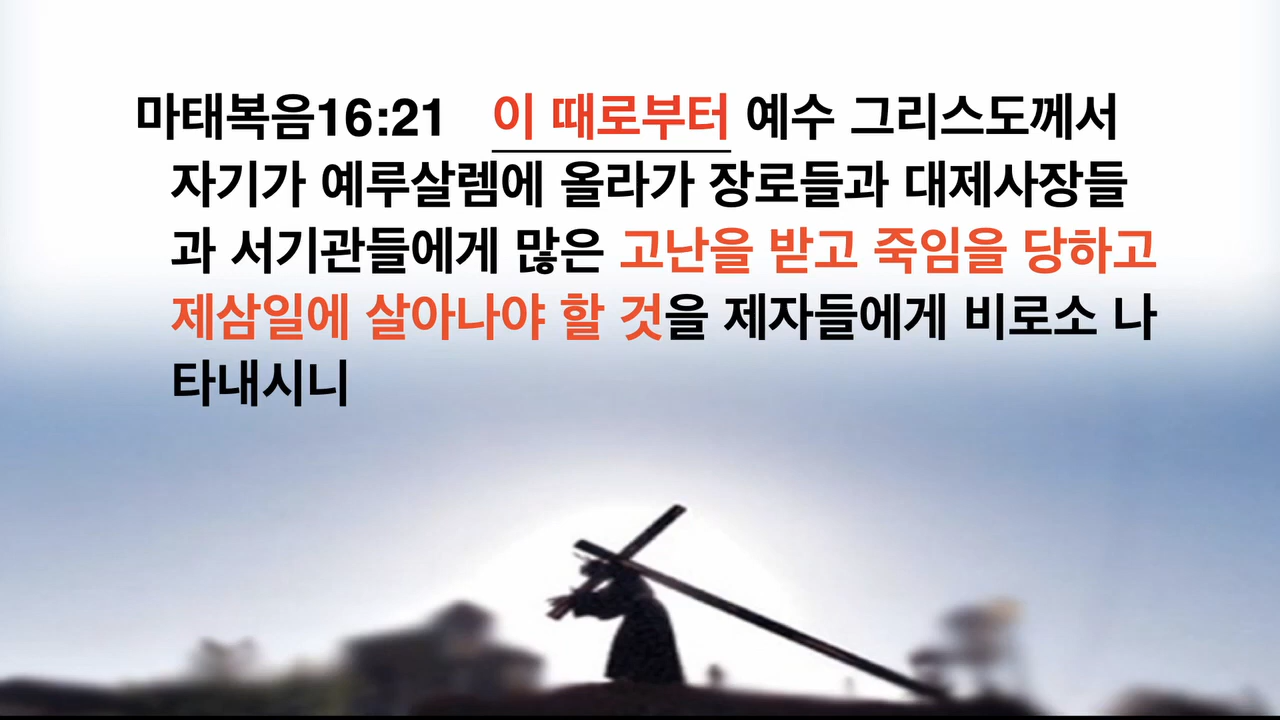 마태복음16:21 이 때로부터 예수 그리스도께서
자기가 예루살렘에 올라가 장로들과 대제사장들
과 서기관들에게 많은 고난을 받고 죽임을 당하고
제삼일에 살아나야 할 것을 제자들에게 비로소 나
타내시니